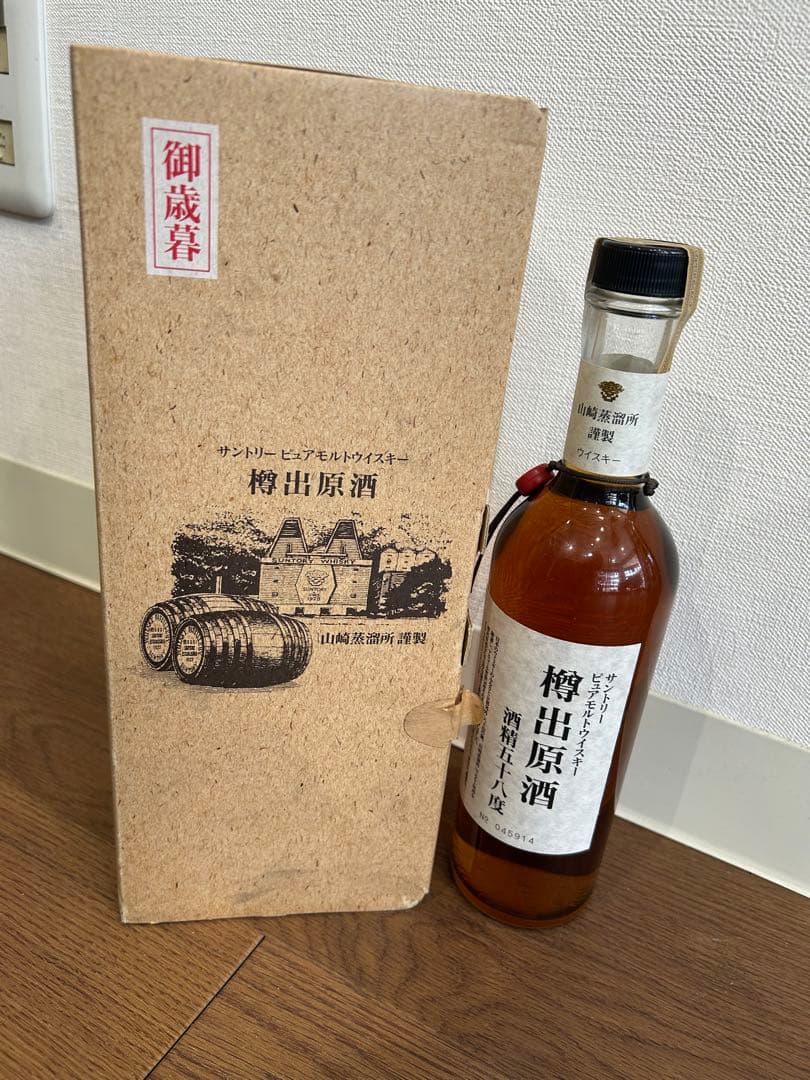 御歳暮
サントリー ピュアモルトウイスキー
樽出原酒
SUNTORY WHISKY
山崎蒸溜所 謹製
山崎蒸溜所
謹製
ウイスキー
サントリー
ピュアモルトウイスキー
樽出原酒
酒精五十八度
No 045914